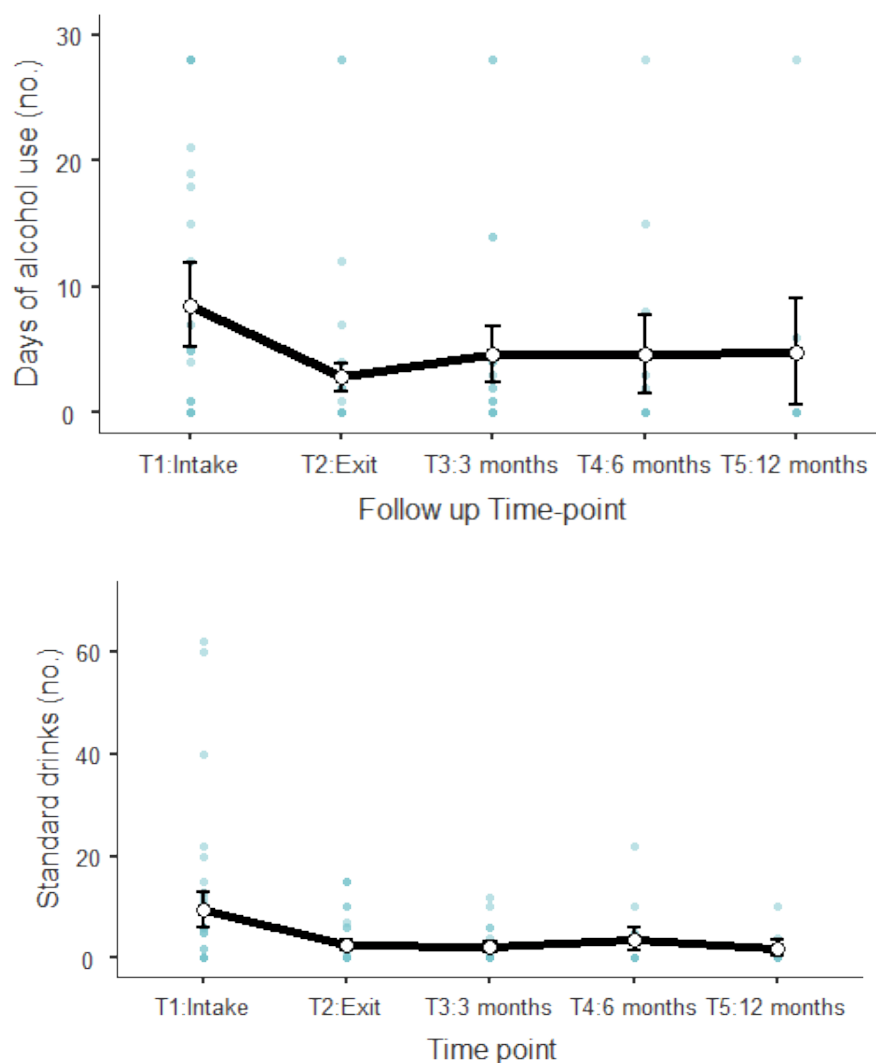 Days of alcohol use (no.)
30
20
10
0
T1:Intake T2:Exit T3:3 months T4:6 months T5:12 months
Follow up Time-point
Standard drinks (no.)
60
40
20
0
T1:Intake T2:Exit T3:3 months T4:6 months T5:12 months
Time point